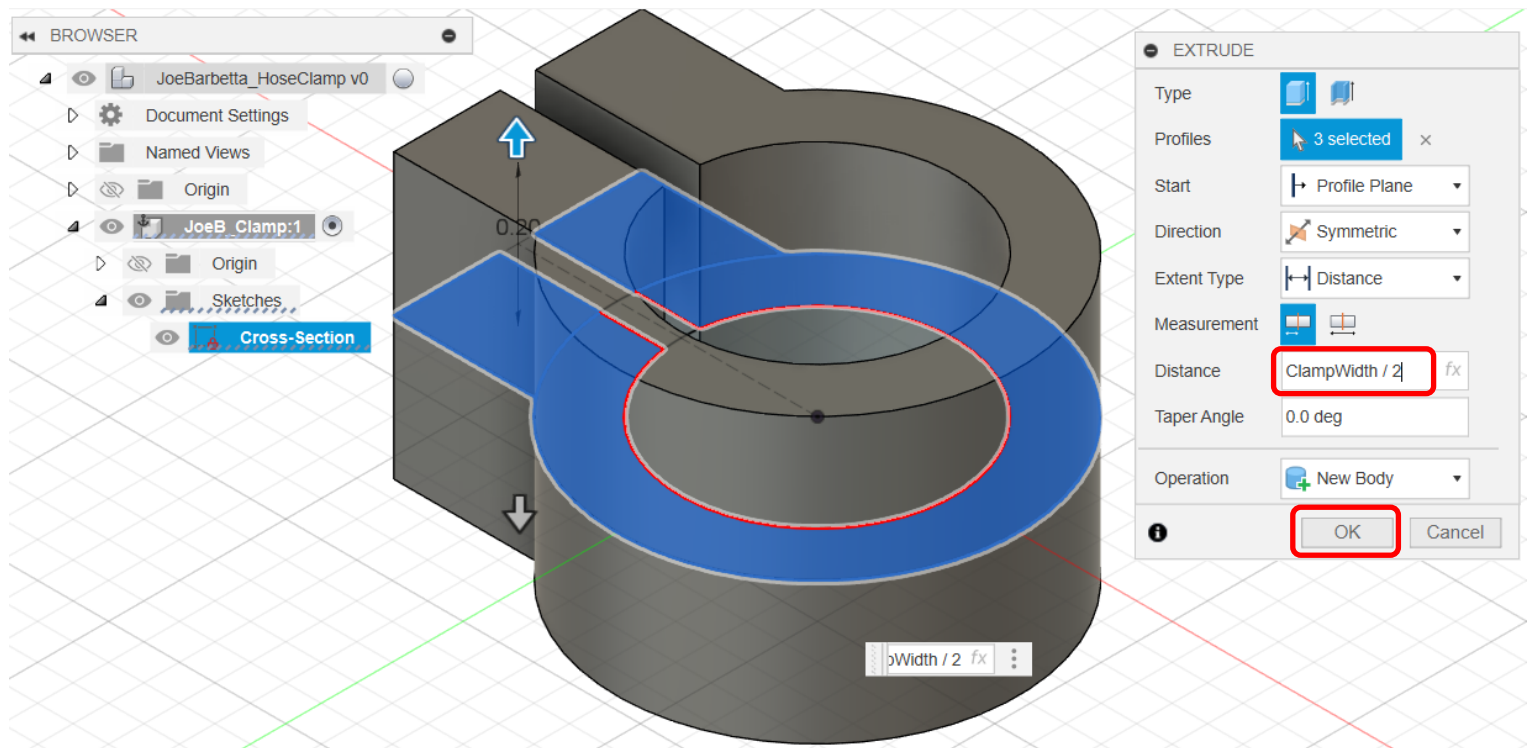 BROWSER
JoeBarbetta_HoseClamp v0
Document Settings
Named Views
Origin
JoeB_Clamp:1
Origin
Sketches
Cross-Section
0.20
pWidth / 2 fx
EXTRUDE
Type
Profiles 3 selected ×
Start Profile Plane
Direction Symmetric
Extent Type Distance
Measurement
Distance ClampWidth / 2 fx
Taper Angle 0.0 deg
Operation New Body
OK Cancel